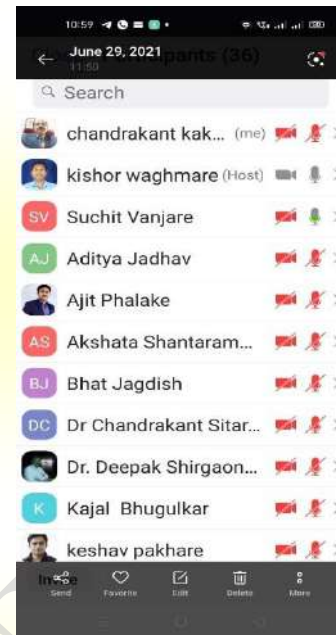 10:59
June 29, 2021
11:50
Participants (36)
Search
chandrakant kak... (me)
kishor waghmare (Host)
SV Suchit Vanjare
AJ Aditya Jadhav
Ajit Phalake
AS Akshata Shantaram...
BJ Bhat Jagdish
DC Dr Chandrakant Sitar...
Dr. Deepak Shirgaon...
K Kajal Bhugulkar
keshav pakhare
Send Favorite Edit Delete More